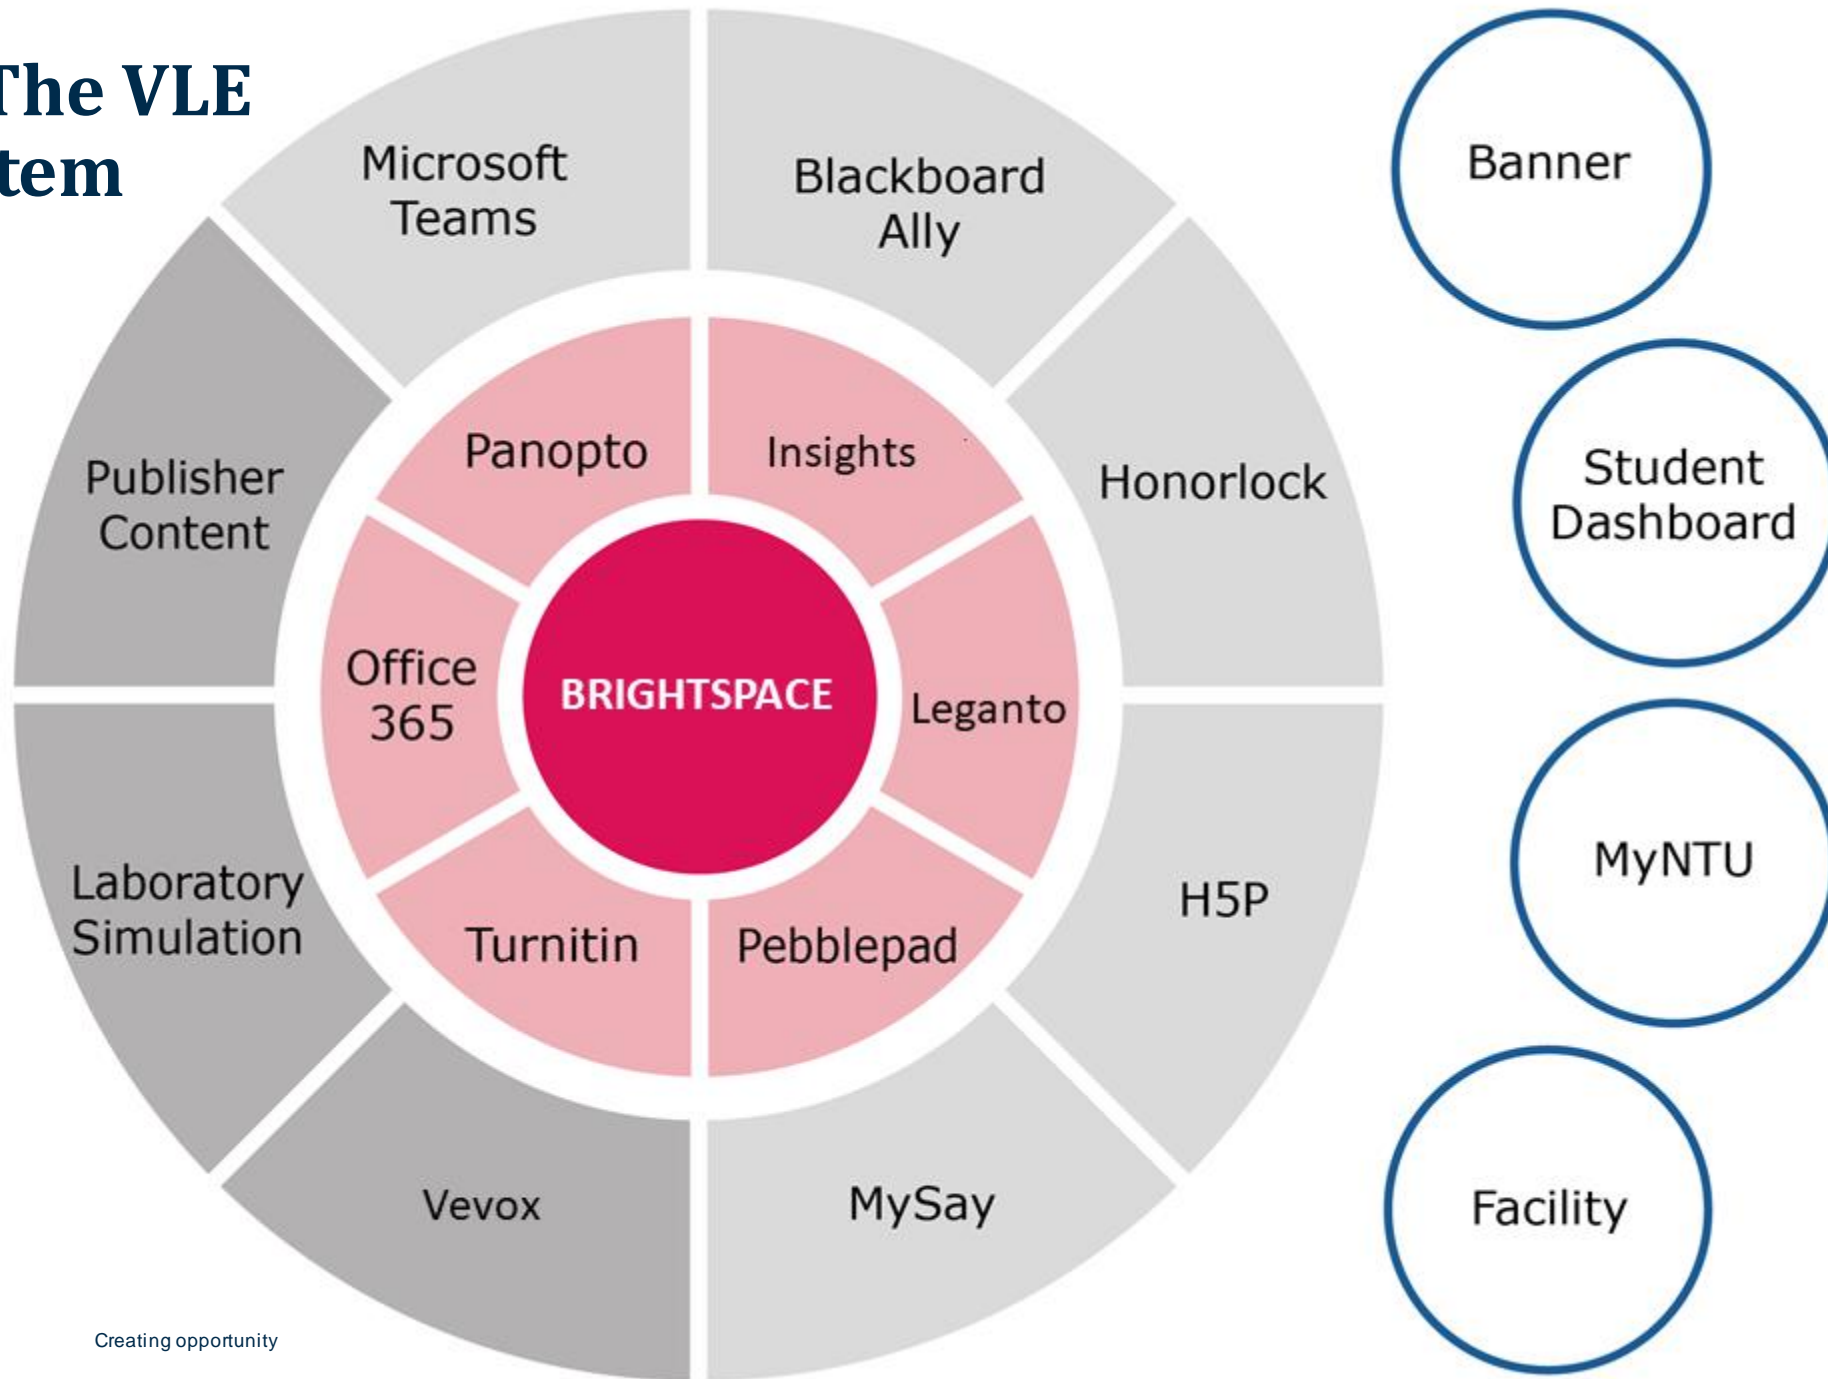 The VLE
tem
Microsoft
Teams
Blackboard
Ally
Banner
Publisher
Content
Panopto
Insights
Honorlock
Student
Dashboard
Office
365
BRIGHTSPACE
Leganto
Laboratory
Simulation
Turnitin
Pebblepad
H5P
MyNTU
Vevox
MySay
Facility
Creating opportunity